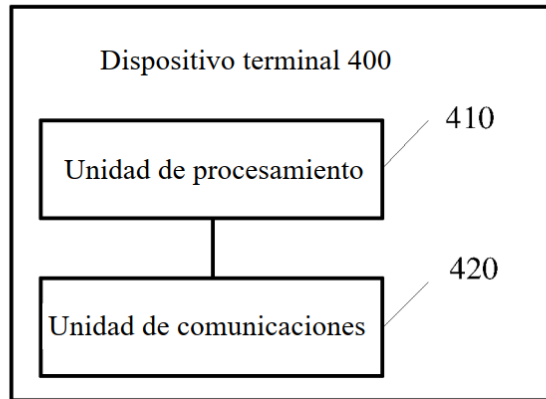 Dispositivo terminal 400
410
Unidad de procesamiento
420
Unidad de comunicaciones